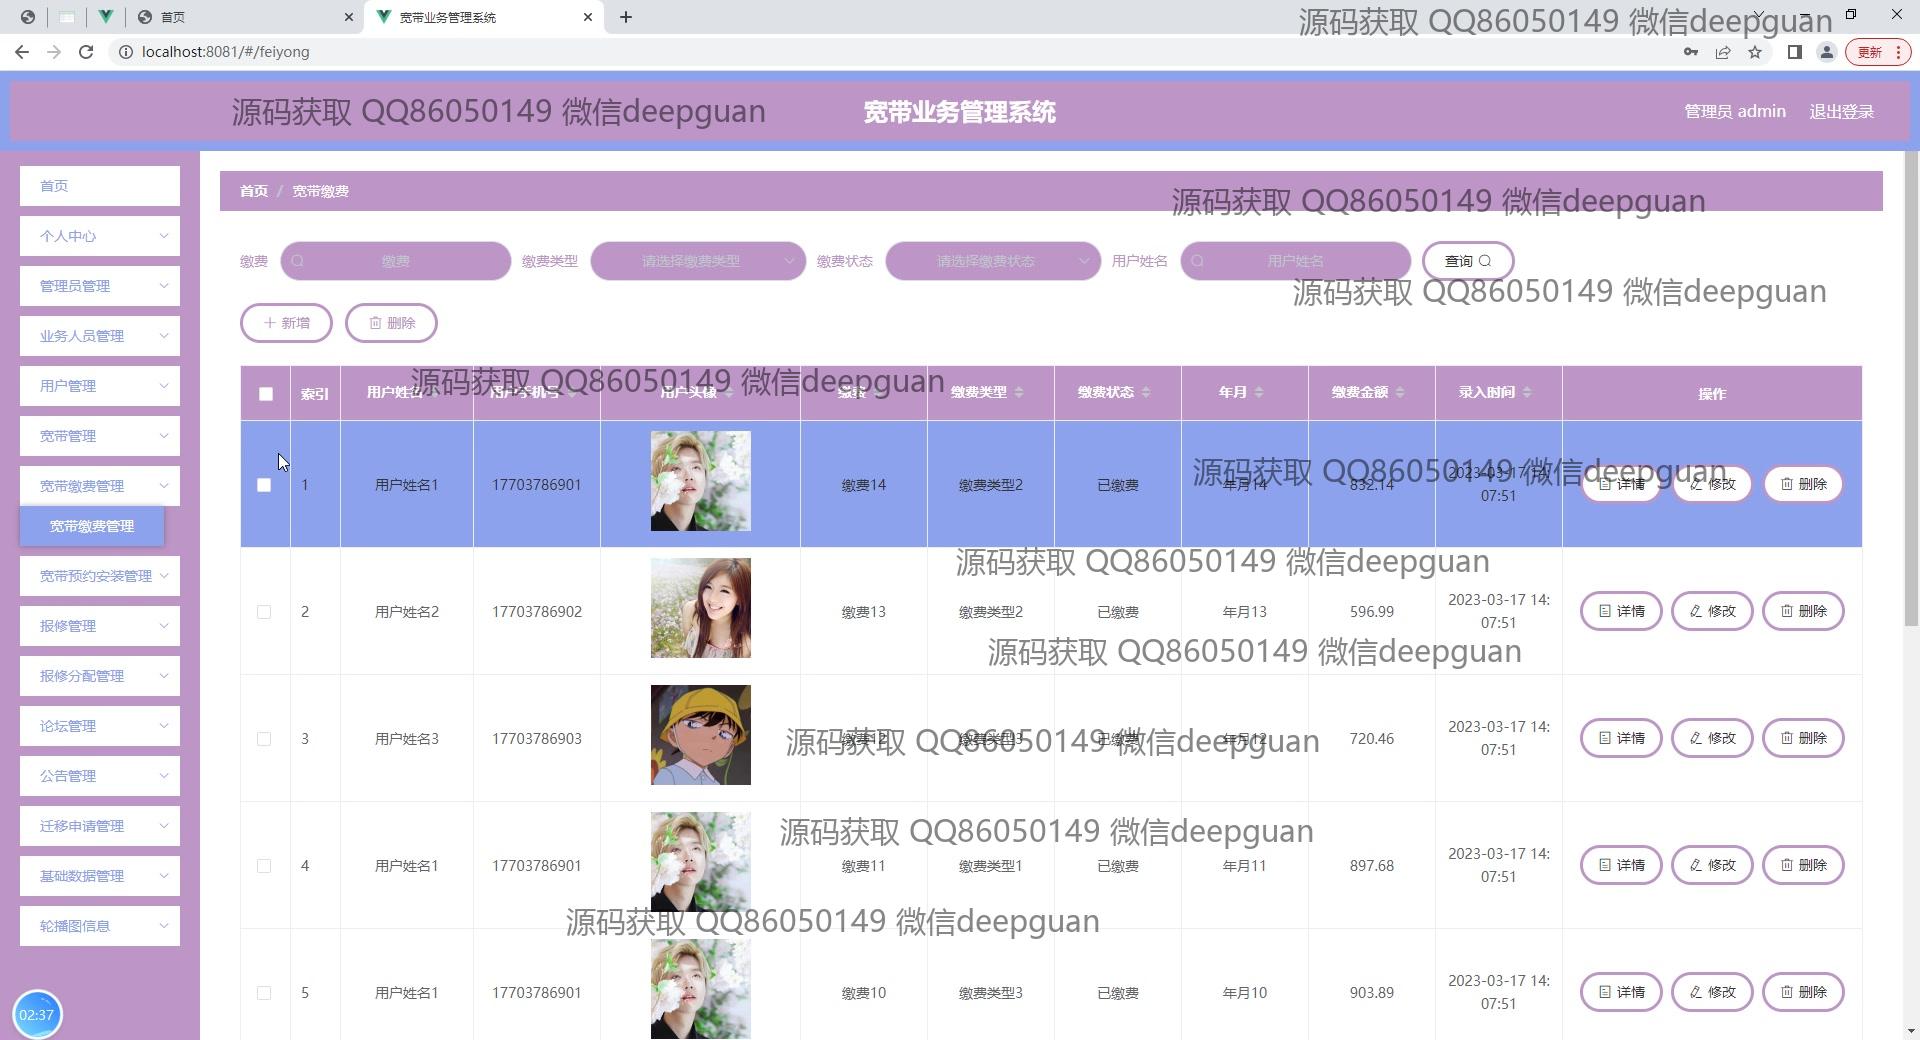 首页
宽带业务管理系统
源码获取 QQ86050149 微信deepguan
localhost:8081/#/feiyong
更新
源码获取 QQ86050149 微信deepguan
宽带业务管理系统
管理员 admin
退出登录
首页
个人中心
管理员管理
业务人员管理
用户管理
宽带管理
宽带缴费管理
宽带缴费管理
宽带预约安装管理
报修管理
报修分配管理
论坛管理
公告管理
迁移申请管理
基础数据管理
轮播图信息
02:37
首页 / 宽带缴费
源码获取 QQ86050149 微信deepguan
缴费 缴费 缴费类型 请选择缴费类型 缴费状态 请选择缴费状态 用户姓名 用户姓名 查询
源码获取 QQ86050149 微信deepguan
新增 删除
源码获取 QQ86050149 微信deepguan
索引 用户姓名 用户手机号 用户头像 缴费 缴费类型 缴费状态 年月 缴费金额 录入时间 操作
源码获取 QQ86050149 微信deepguan
1 用户姓名1 17703786901 缴费14 缴费类型2 已缴费 年月14 832.14 2023-03-17 14:
07:51 详情 修改 删除
源码获取 QQ86050149 微信deepguan
2 用户姓名2 17703786902 缴费13 缴费类型2 已缴费 年月13 596.99 2023-03-17 14:
07:51 详情 修改 删除
源码获取 QQ86050149 微信deepguan
3 用户姓名3 17703786903 缴费12 缴费类型3 已缴费 年月12 720.46 2023-03-17 14:
07:51 详情 修改 删除
源码获取 QQ86050149 微信deepguan
源码获取 QQ86050149 微信deepguan
4 用户姓名1 17703786901 缴费11 缴费类型1 已缴费 年月11 897.68 2023-03-17 14:
07:51 详情 修改 删除
源码获取 QQ86050149 微信deepguan
5 用户姓名1 17703786901 缴费10 缴费类型3 已缴费 年月10 903.89 2023-03-17 14:
07:51 详情 修改 删除